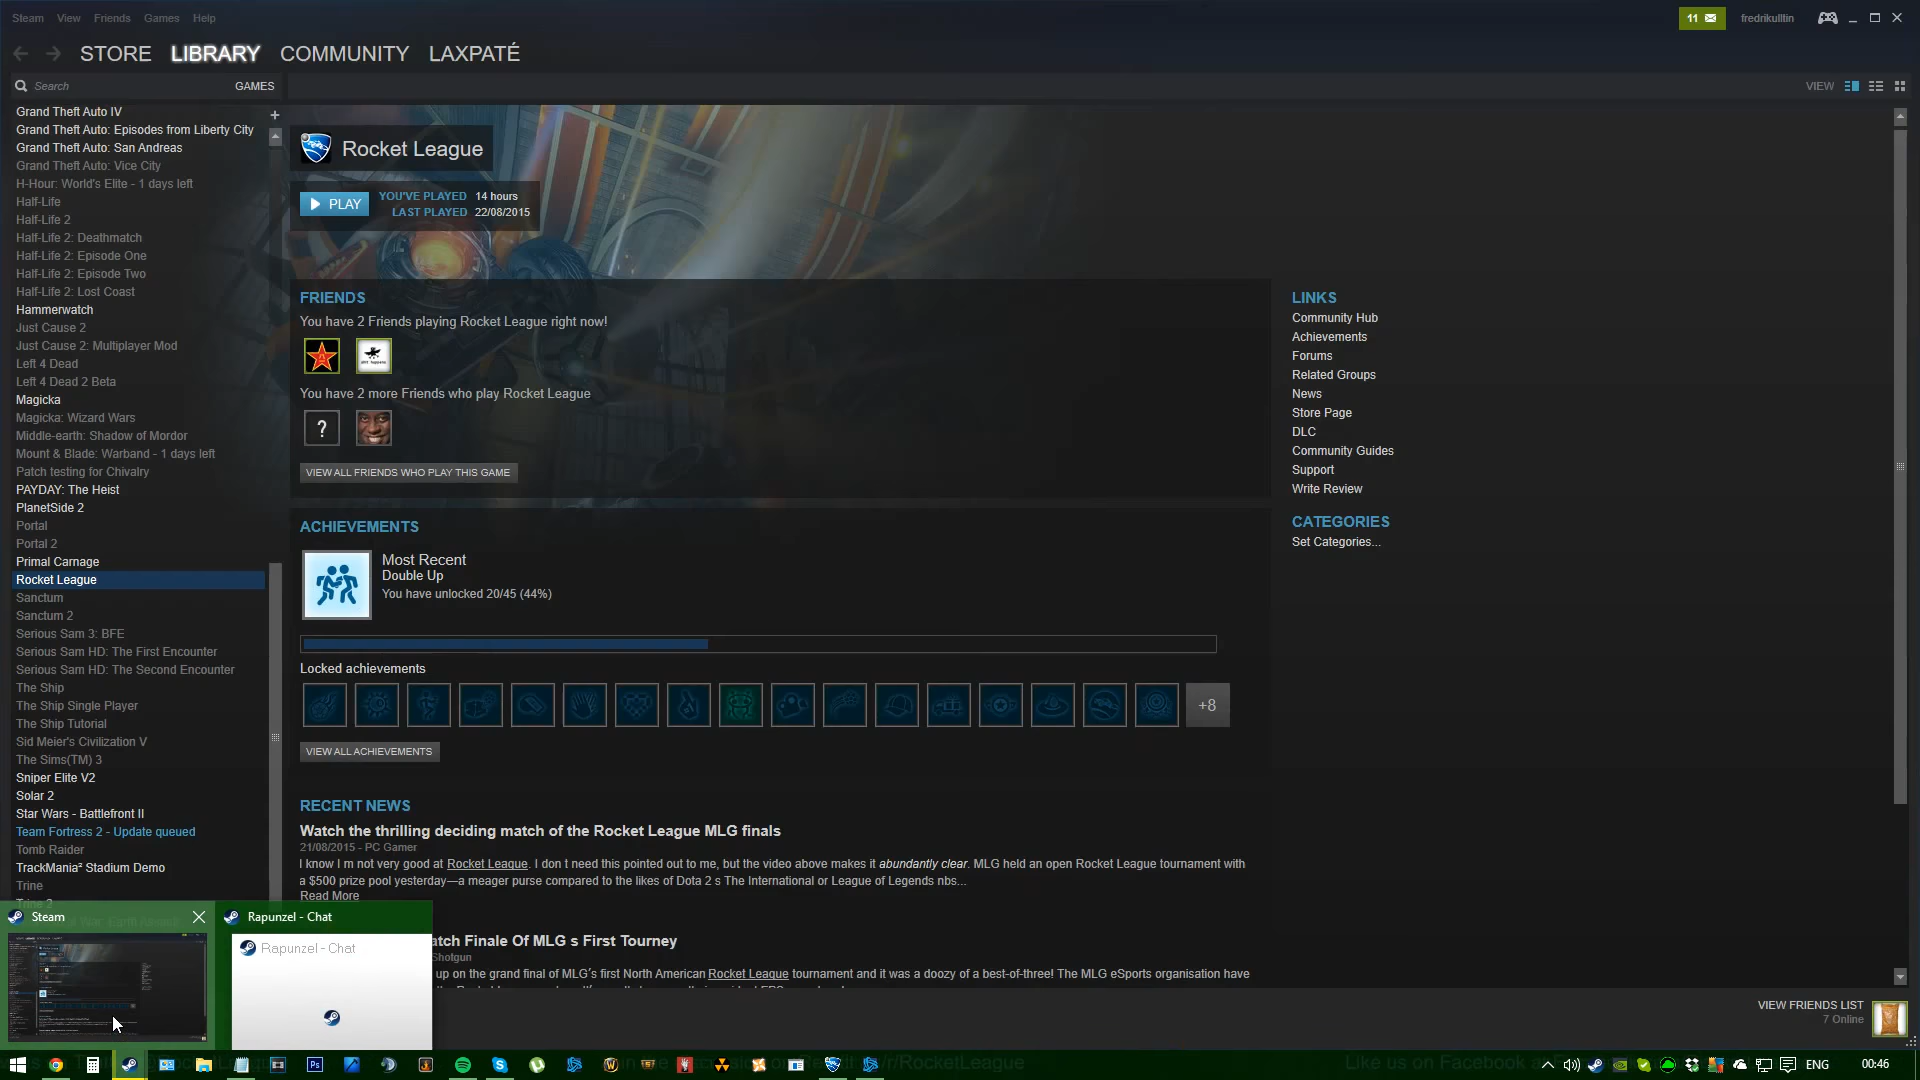 Steam View Friends Games Help
11
fredrikulltin
STORE LIBRARY COMMUNITY LAXPATÉ
Search
GAMES
VIEW
Grand Theft Auto IV
Grand Theft Auto: Episodes from Liberty City
Grand Theft Auto: San Andreas
Grand Theft Auto: Vice City
H-Hour: World's Elite - 1 days left
Half-Life
Half-Life 2
Half-Life 2: Deathmatch
Half-Life 2: Episode One
Half-Life 2: Episode Two
Half-Life 2: Lost Coast
Hammerwatch
Just Cause 2
Just Cause 2: Multiplayer Mod
Left 4 Dead
Left 4 Dead 2 Beta
Magicka
Magicka: Wizard Wars
Middle-earth: Shadow of Mordor
Mount & Blade: Warband - 1 days left
Patch testing for Chivalry
PAYDAY: The Heist
PlanetSide 2
Portal
Portal 2
Primal Carnage
Rocket League
Sanctum
Sanctum 2
Serious Sam 3: BFE
Serious Sam HD: The First Encounter
Serious Sam HD: The Second Encounter
The Ship
The Ship Single Player
The Ship Tutorial
Sid Meier's Civilization V
The Sims(TM) 3
Sniper Elite V2
Solar 2
Star Wars - Battlefront II
Team Fortress 2 - Update queued
Tomb Raider
TrackMania² Stadium Demo
Trine
Trine 2
Rocket League
PLAY
YOU'VE PLAYED 14 hours
LAST PLAYED 22/08/2015
FRIENDS
You have 2 Friends playing Rocket League right now!
You have 2 more Friends who play Rocket League
?
VIEW ALL FRIENDS WHO PLAY THIS GAME
ACHIEVEMENTS
Most Recent
Double Up
You have unlocked 20/45 (44%)
Locked achievements
+8
VIEW ALL ACHIEVEMENTS
RECENT NEWS
Watch the thrilling deciding match of the Rocket League MLG finals
21/08/2015 - PC Gamer
I know I m not very good at Rocket League. I don t need this pointed out to me, but the video above makes it abundantly clear. MLG held an open Rocket League tournament with
a $500 prize pool yesterday—a meager purse compared to the likes of Dota 2 s The International or League of Legends nbs...
Read More
atch Finale Of MLG s First Tourney
Shotgun
up on the grand final of MLG's first North American Rocket League tournament and it was a doozy of a best-of-three! The MLG eSports organisation have
LINKS
Community Hub
Achievements
Forums
Related Groups
News
Store Page
DLC
Community Guides
Support
Write Review
CATEGORIES
Set Categories...
Steam
Rapunzel - Chat
Rapunzel - Chat
VIEW FRIENDS LIST
7 Online
/r/RocketLeague
Like us on Facebook at
ENG
00:46